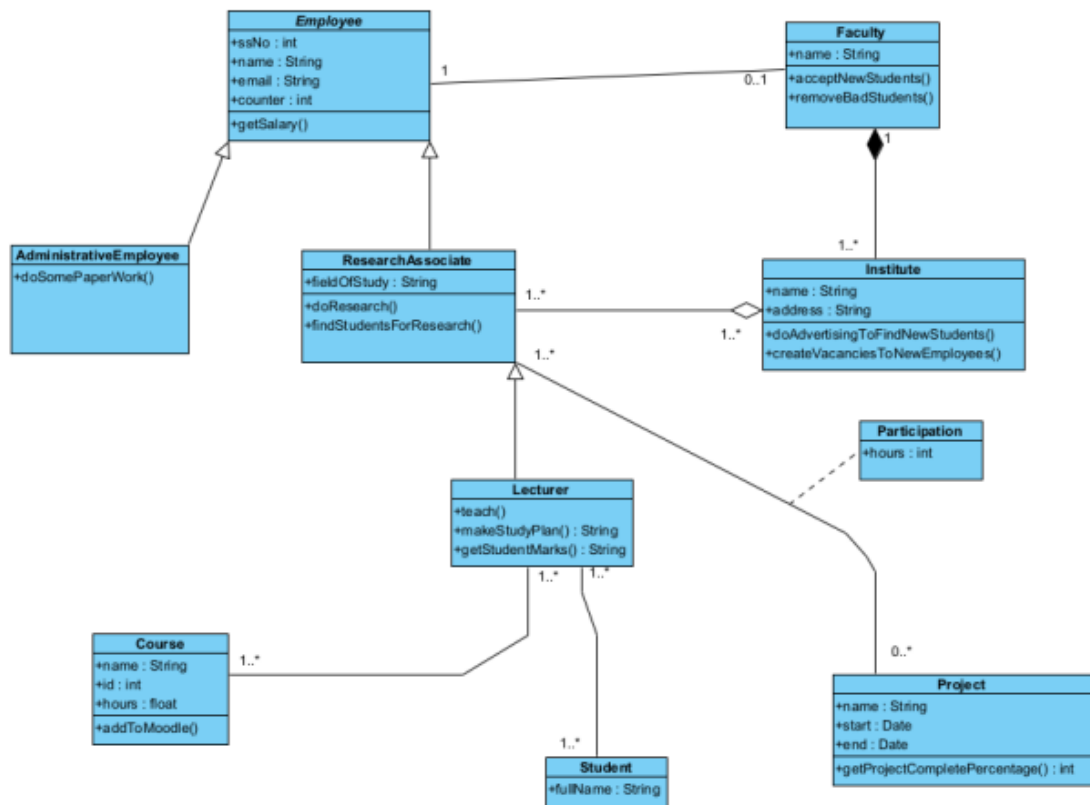 Employee
+ssNo : int
+name : String
+email : String
+counter : int
+getSalary()
1
0..1
Faculty
+name : String
+acceptNewStudents()
+removeBadStudents()
1
1..*
AdministrativeEmployee
+doSomePaperWork()
ResearchAssociate
+fieldOfStudy : String
+doResearch()
+findStudentsForResearch()
1..*
1..*
Institute
+name : String
+address : String
+doAdvertisingToFindNewStudents()
+createVacanciesToNewEmployees()
1..*
Participation
+hours : int
Lecturer
+teach()
+makeStudyPlan() : String
+getStudentMarks() : String
1..*
1..*
Course
+name : String
+id : int
+hours : float
+addToMoodle()
1..*
0..*
Project
+name : String
+start : Date
+end : Date
+getProjectCompletePercentage() : int
1..*
Student
+fullName : String